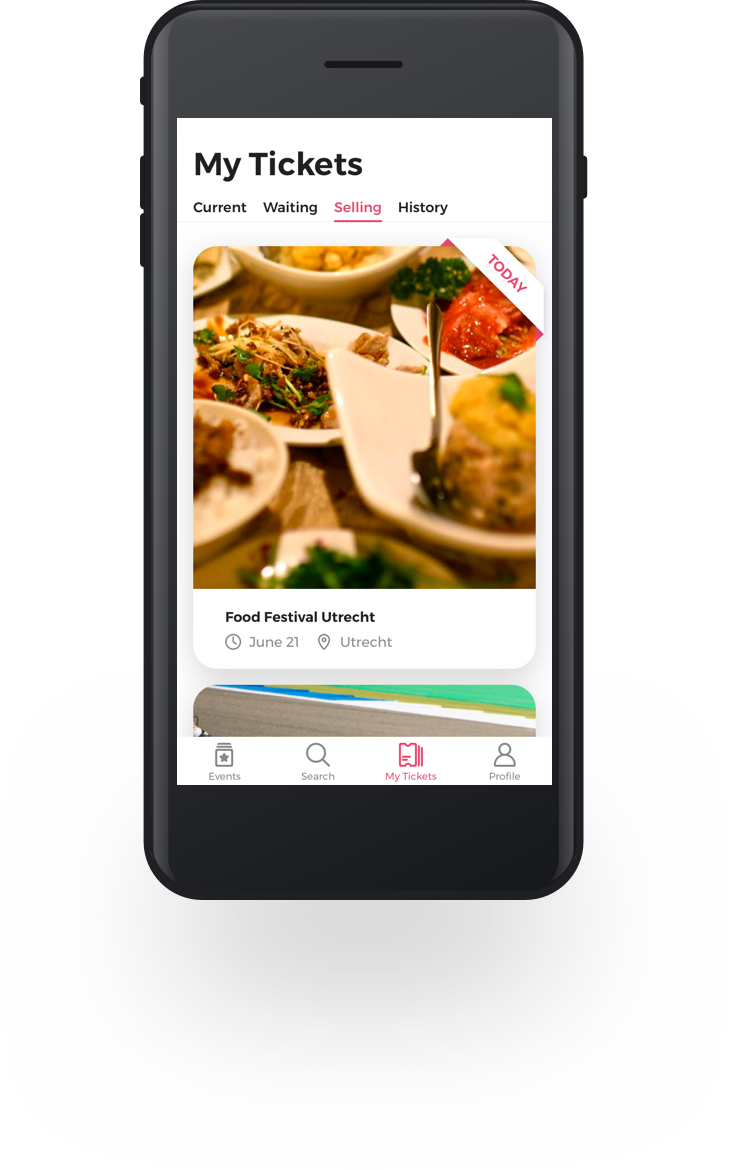 My Tickets
Current Waiting Selling History
TODAY
Food Festival Utrecht
June 21 Utrecht
Events Search My Tickets Profile